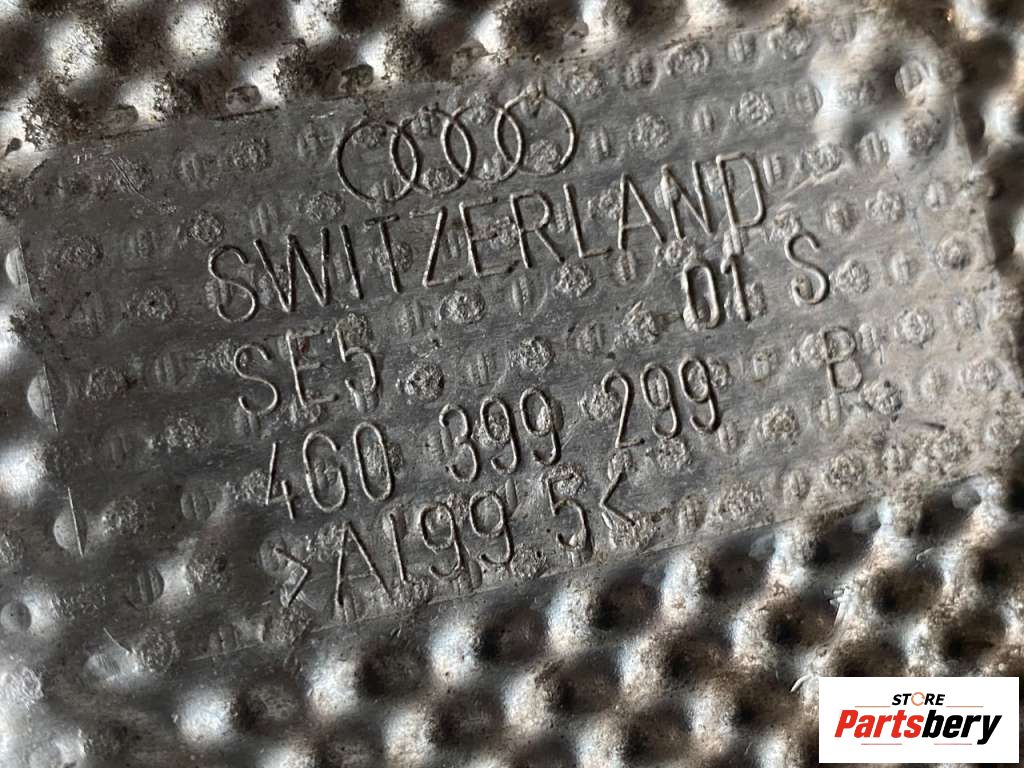 SWITZERLAND
SE5 01 S
4G0 399 299 B
>Al99.5<
STORE
Partsbery